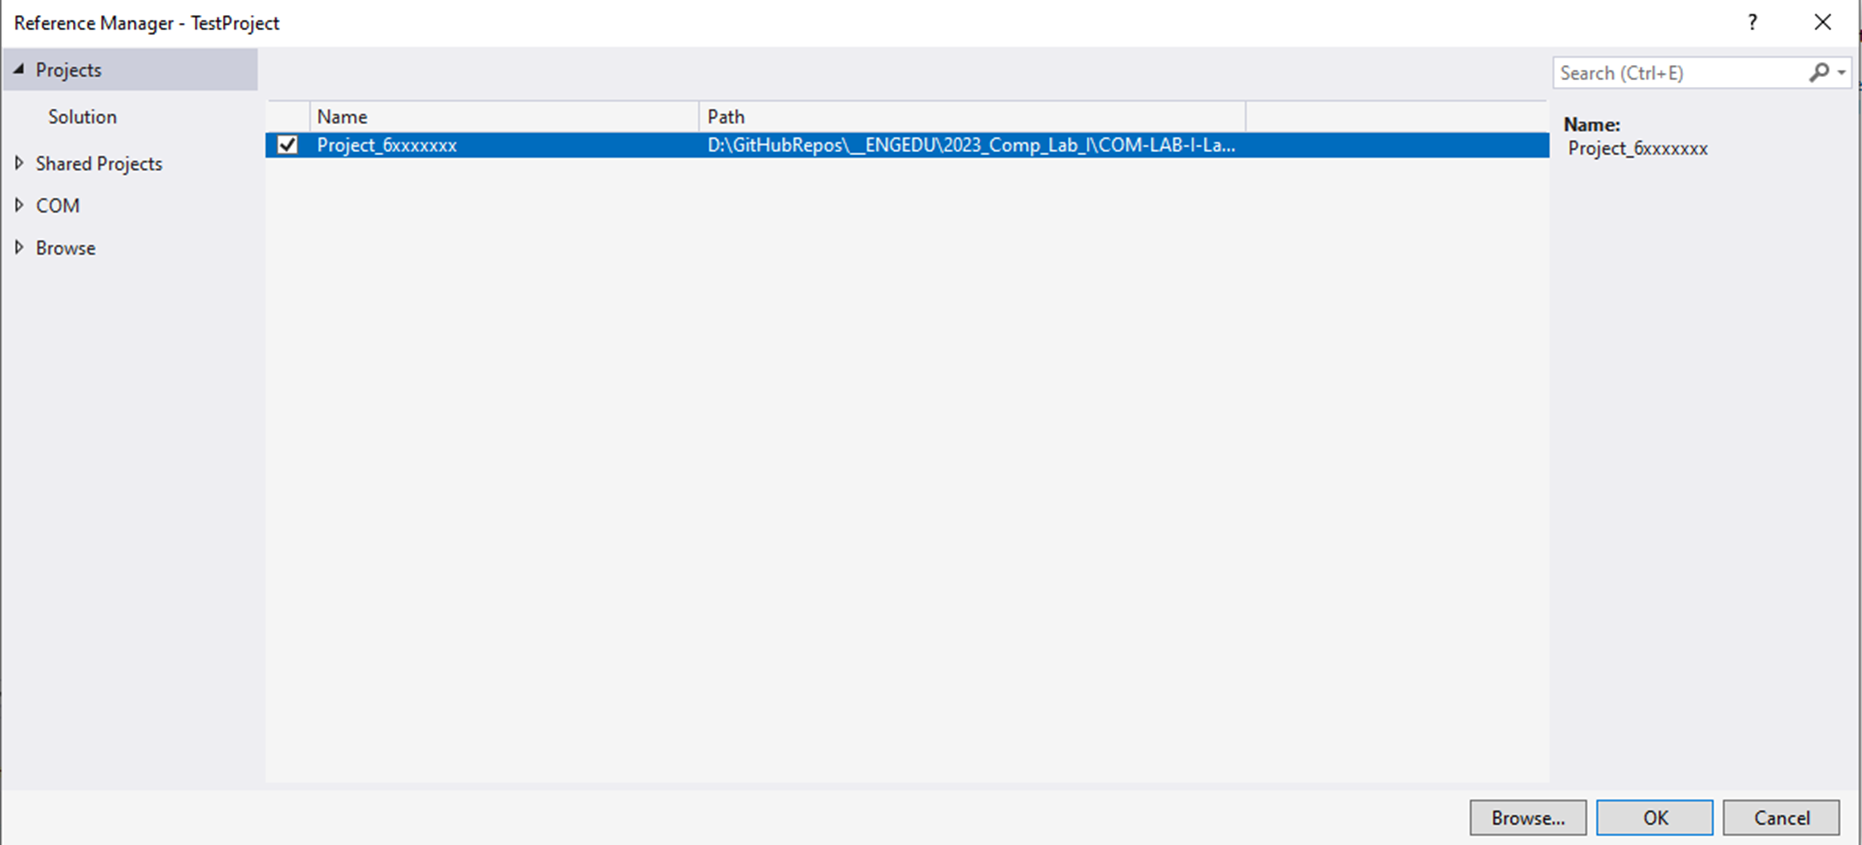 Reference Manager - TestProject
?
Projects
Search (Ctrl+E)
Solution
Name
Path
Name:
Project_6xxxxxxx
D:\GitHubRepos\__ENGEDU\2023_Comp_Lab_I\COM-LAB-I-La...
Project_6xxxxxxx
Shared Projects
COM
Browse
Browse...
OK
Cancel